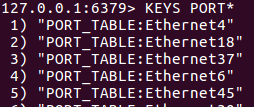 127.0.0.1:6379> KEYS PORT*
1) "PORT_TABLE:Ethernet4"
2) "PORT_TABLE:Ethernet18"
3) "PORT_TABLE:Ethernet37"
4) "PORT_TABLE:Ethernet6"
5) "PORT_TABLE:Ethernet45"